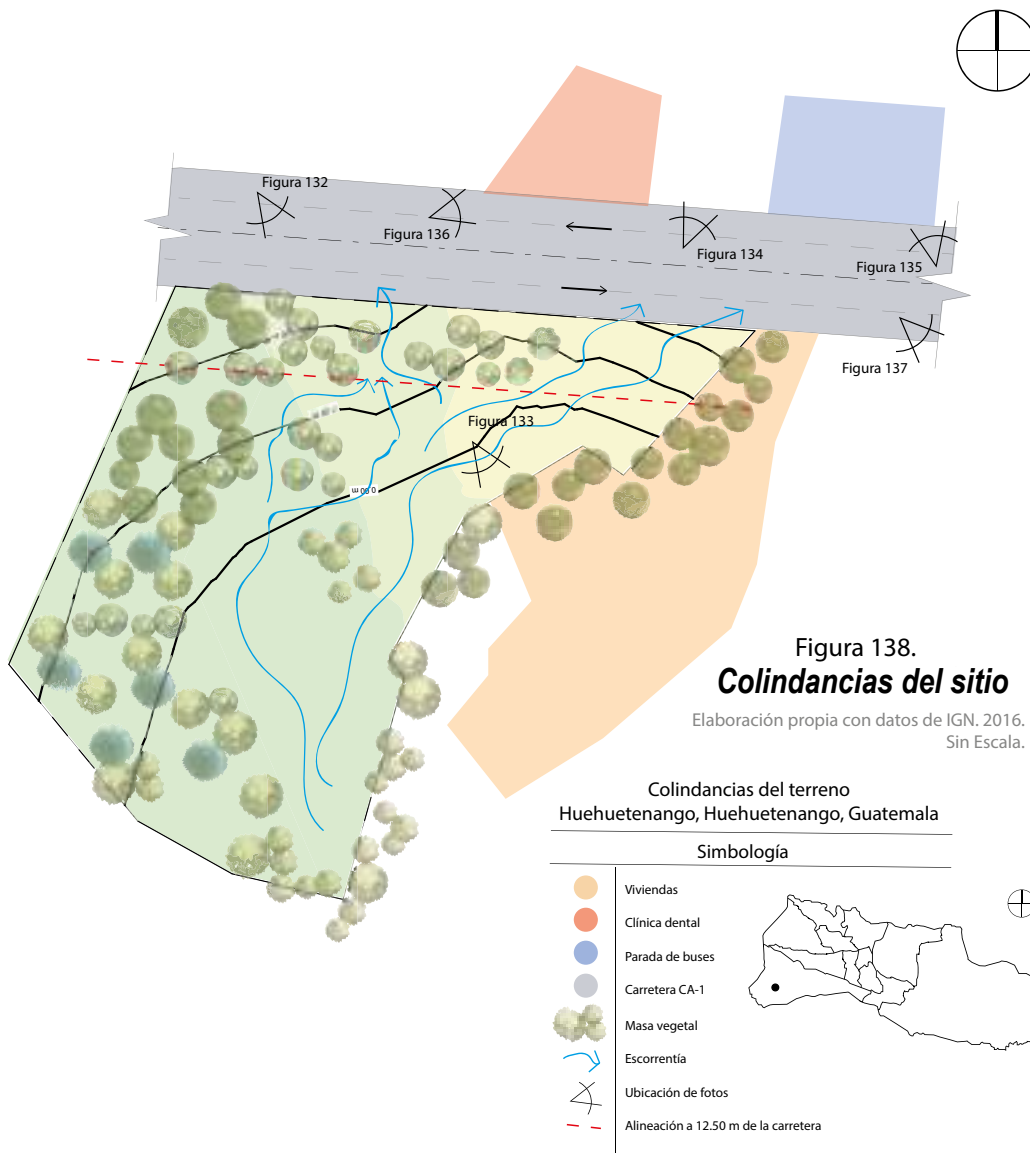 Figura 132
Figura 136
Figura 134
Figura 135
Figura 137
Figura 133
0.00 m
Figura 138.
Colindancias del sitio
Elaboración propia con datos de IGN. 2016.
Sin Escala.
Colindancias del terreno
Huehuetenango, Huehuetenango, Guatemala
Simbología
Viviendas
Clínica dental
Parada de buses
Carretera CA-1
Masa vegetal
Escorrentía
Ubicación de fotos
Alineación a 12.50 m de la carretera